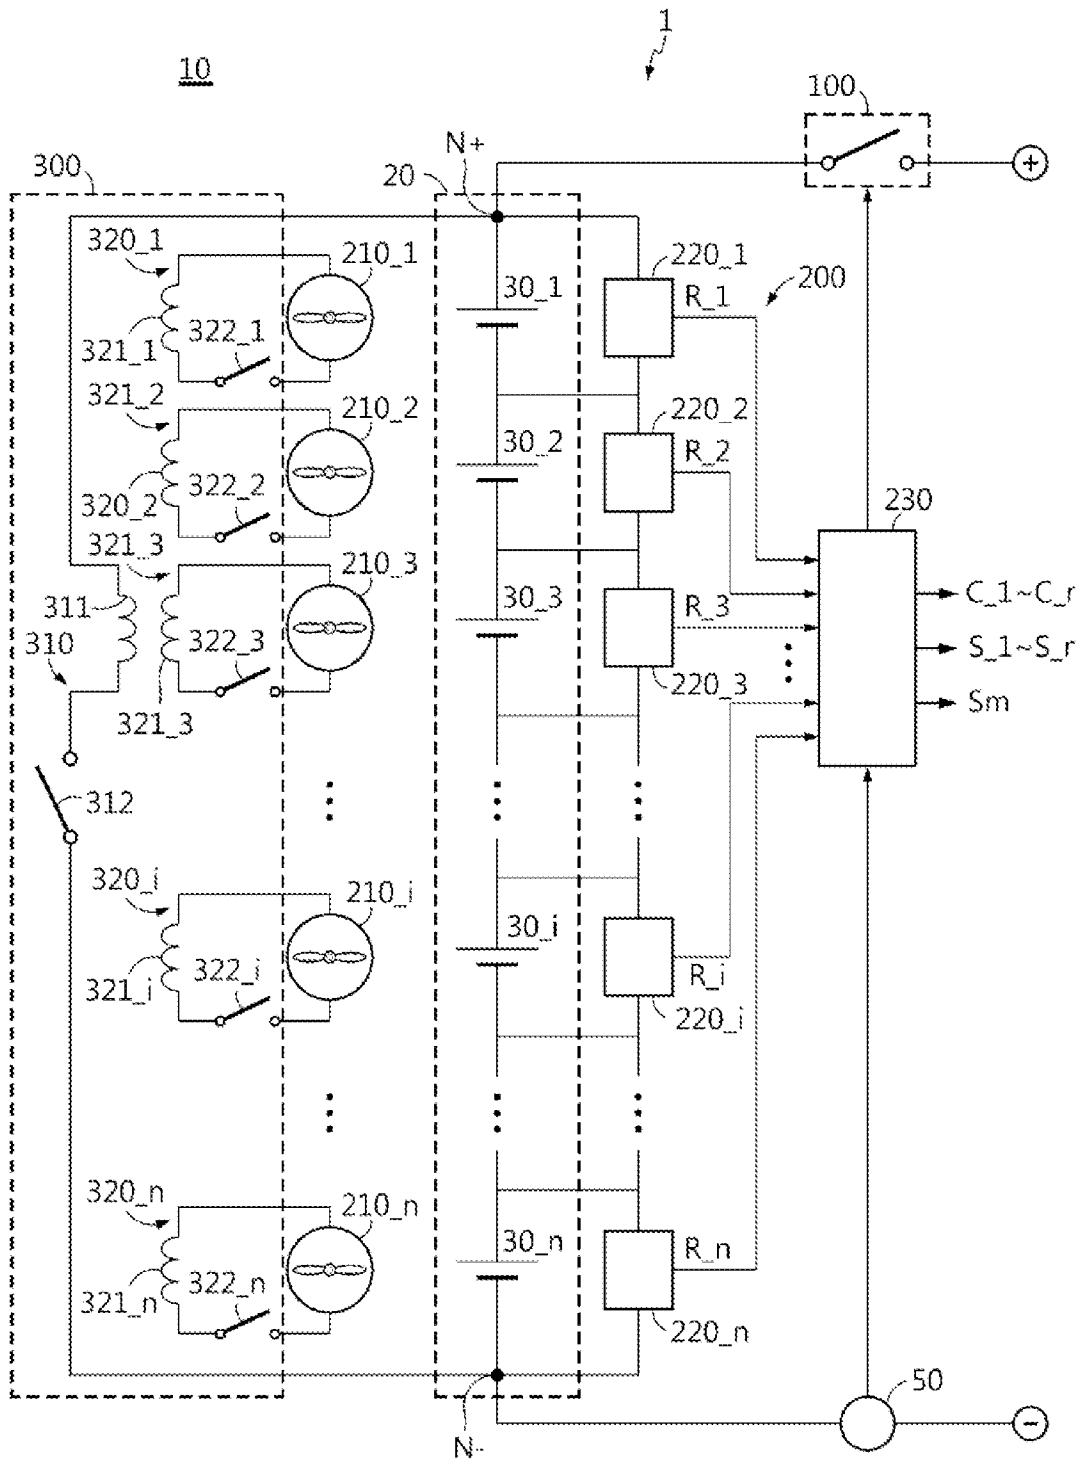 1
10
100
N+
300
20
+
320_1
210_1
220_1
30_1
R_1
200
322_1
321_1
321_2
210_2
220_2
30_2
R_2
322_2
320_2
230
321_3
210_3
311
30_3
R_3
C_1~C_r
310
322_3
S_1~S_r
220_3
Sm
321_3
312
320_i
210_i
30_i
322_i
R_i
321_i
220_i
320_n
210_n
30_n
R_n
322_n
321_n
220_n
50
N-
−